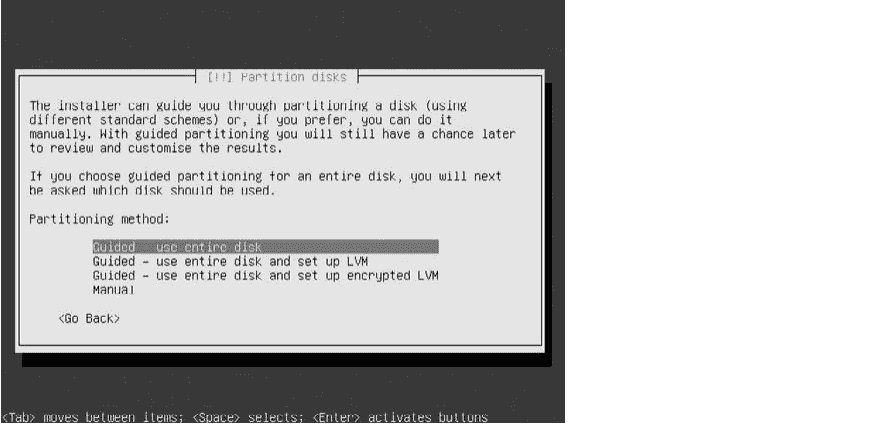 [!!] Partition disks
The installer can guide you through partitioning a disk (using
different standard schemes) or, if you prefer, you can do it
manually. With guided partitioning you will still have a chance later
to review and customise the results.
If you choose guided partitioning for an entire disk, you will next
be asked which disk should be used.
Partitioning method:
Guided - use entire disk
Guided - use entire disk and set up LVM
Guided - use entire disk and set up encrypted LVM
Manual
<Go Back>
<Tab> moves between items; <Space> selects; <Enter> activates buttons